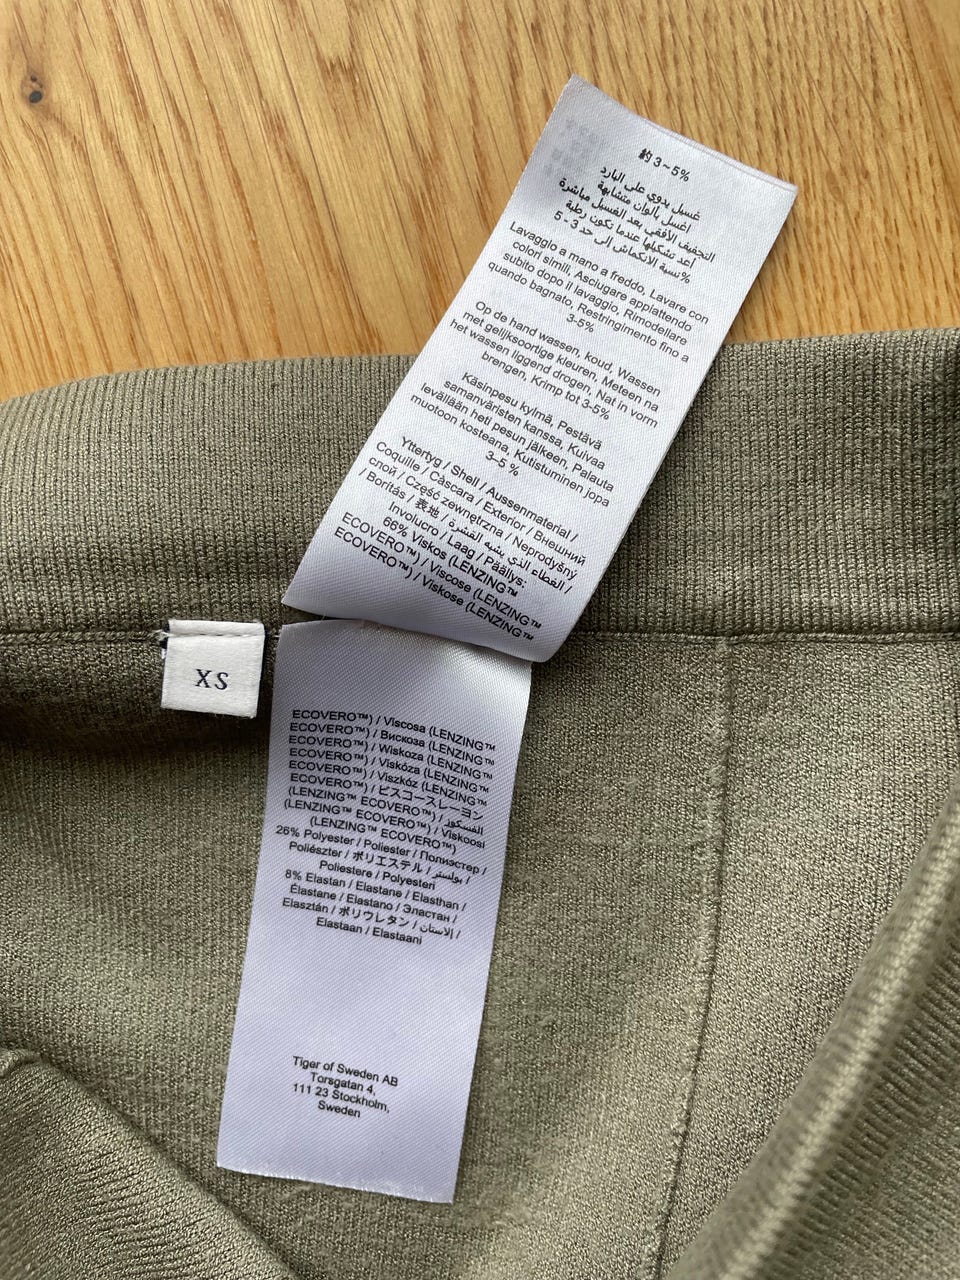 約 3~5%
غسيل يدوي على البارد
اغسل بألوان متشابهة
التجفيف الأفقي بعد الغسيل مباشرة
أعد تشكيلها عندما تكون رطبة
%نسبة الانكماش إلى حد 3 - 5
Lavaggio a mano a freddo, Lavare con
colori simili, Asciugare appiattendo
subito dopo il lavaggio, Rimodellare
quando bagnato, Restringimento fino a
3-5%
Op de hand wassen, koud, Wassen
met gelijksoortige kleuren, Meteen na
het wassen liggend drogen, Nat in vorm
brengen, Krimp tot 3-5%
Käsinpesu kylmä, Pestävä
samanväristen kanssa, Kuivaa
levällään heti pesun jälkeen, Palauta
muotoon kosteana, Kutistuminen jopa
3-5 %
Yttertyg / Shell / Aussenmaterial /
Coquille / Cáscara / Exterior / Внешний
слой / Część zewnętrzna / Neprodyšný
/ Borítás / 表地 / الغطاء الذي يشبه القشرة /
Involucro / Laag / Päällys:
66% Viskos (LENZING™
ECOVERO™) / Viscose (LENZING™
ECOVERO™) / Viskose (LENZING™
XS
ECOVERO™) / Viscosa (LENZING™
ECOVERO™) / Вискоза (LENZING™
ECOVERO™) / Wiskoza (LENZING™
ECOVERO™) / Viskóza (LENZING™
ECOVERO™) / Viszkóz (LENZING™
ECOVERO™) / ビスコースレーヨン
(LENZING™ ECOVERO™) / الفسكوز
(LENZING™ ECOVERO™) / Viskoosi
(LENZING™ ECOVERO™)
26% Polyester / Poliester / Полиэстер /
Poliészter / ポリエステル / بوليستر /
Poliestere / Polyesteri
8% Elastan / Elastane / Elasthan /
Élastane / Elastano / Эластан /
Elasztán / ポリウレタン / إلاستان /
Elastaan / Elastaani
Tiger of Sweden AB
Torsgatan 4,
111 23 Stockholm,
Sweden